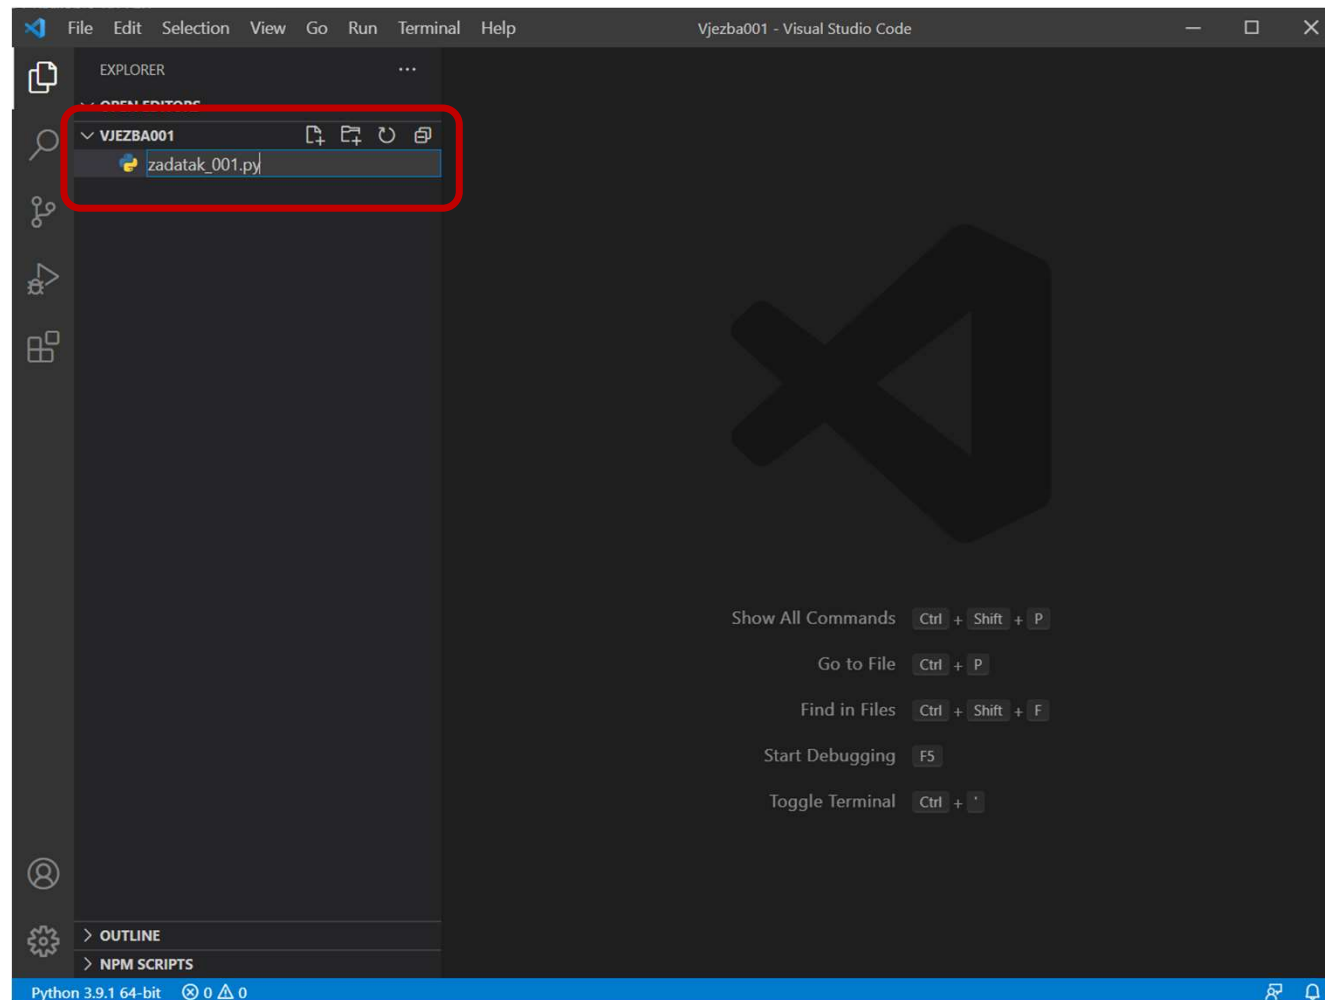 File Edit Selection View Go Run Terminal Help Vjezba001 - Visual Studio Code
EXPLORER
OPEN EDITORS
VJEZBA001
zadatak_001.py
Show All Commands Ctrl + Shift + P
Go to File Ctrl + P
Find in Files Ctrl + Shift + F
Start Debugging F5
Toggle Terminal Ctrl + '
OUTLINE
NPM SCRIPTS
Python 3.9.1 64-bit 0 0